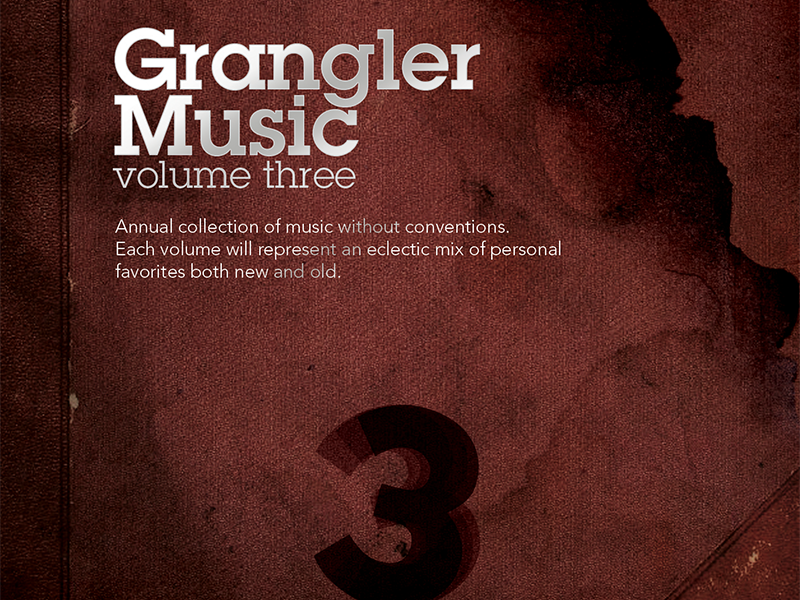 Grangler
Music
volume three
Annual collection of music without conventions.
Each volume will represent an eclectic mix of personal
favorites both new and old.
3